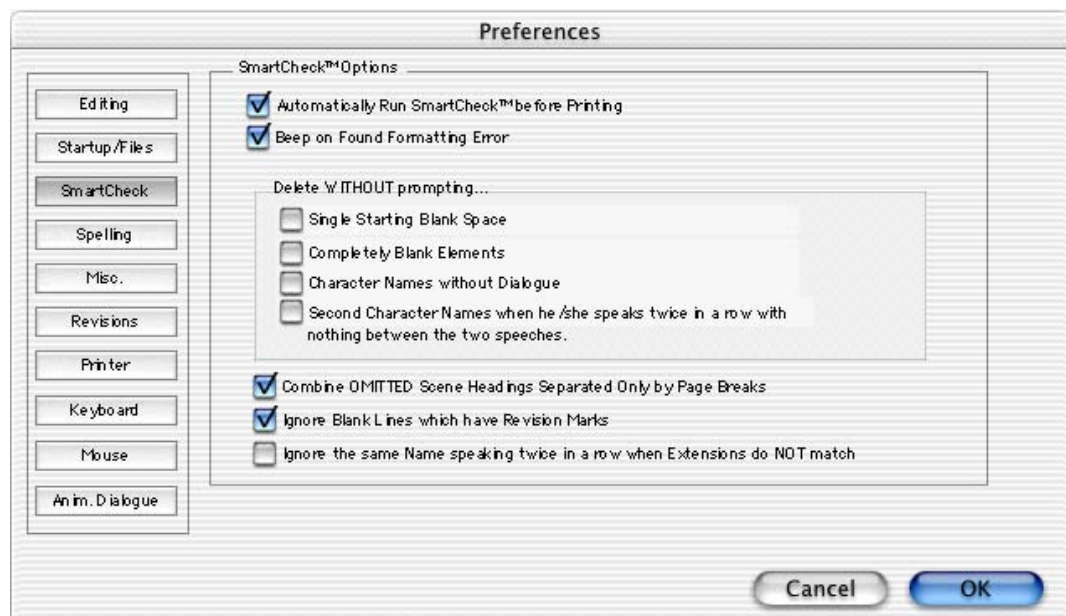 Preferences
Editing
Startup/Files
SmartCheck
Spelling
Misc.
Revisions
Printer
Keyboard
Mouse
Anim. Dialogue
SmartCheck™ Options
Automatically Run SmartCheck™ before Printing
Beep on Found Formatting Error
Delete WITHOUT prompting...
Single Starting Blank Space
Completely Blank Elements
Character Names without Dialogue
Second Character Names when he/she speaks twice in a row with
nothing between the two speeches.
Combine OMITTED Scene Headings Separated Only by Page Breaks
Ignore Blank Lines which have Revision Marks
Ignore the same Name speaking twice in a row when Extensions do NOT match
Cancel
OK